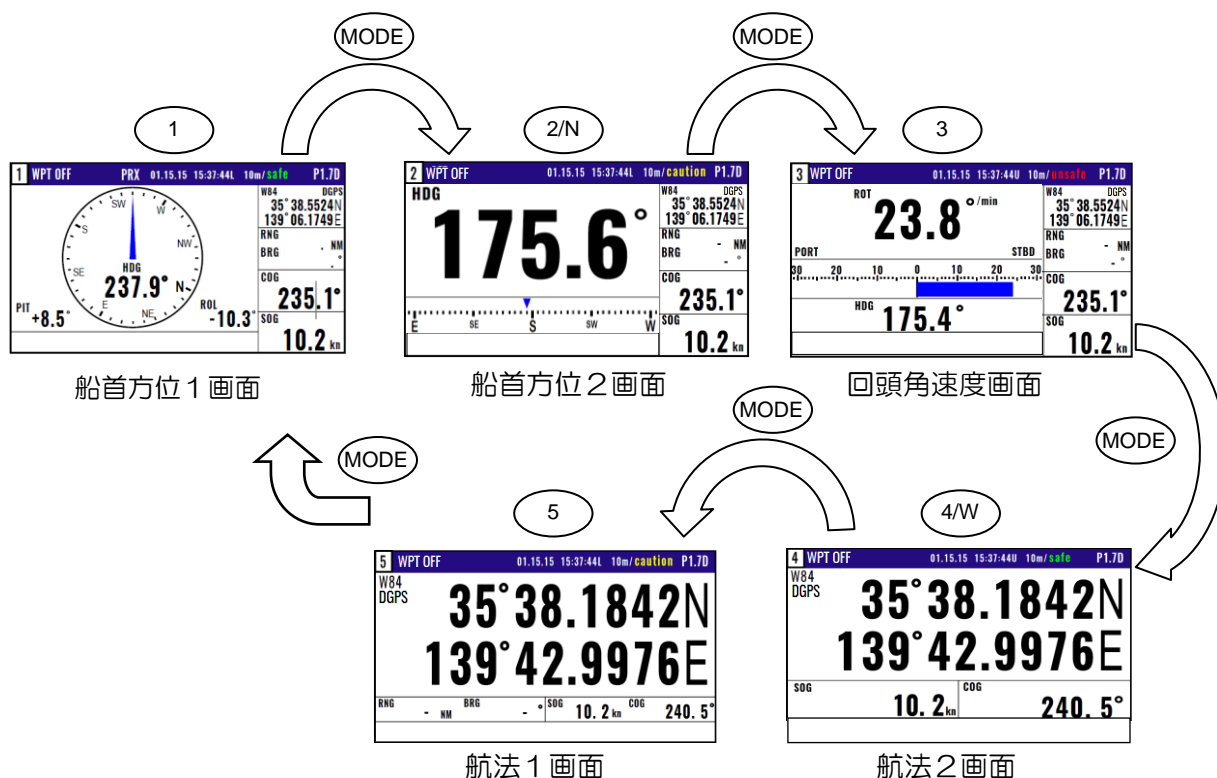 MODE
MODE
1
2/N
3
1 WPT OFF PRX 01.15.15 15:37:44L 10m/safe P1.7D
SW
W
S
NW
SE
N
E
NE
HDG
237.9°
PIT
+8.5°
ROL
-10.3°
W84 DGPS
35° 38.5524N
139° 06.1749E
RNG
. NM
BRG
- °
COG
235.1°
SOG
10.2 kn
船首方位1画面
2 WPT OFF 01.15.15 15:37:44L 10m/caution P1.7D
HDG
175.6°
E SE S SW W
W84 DGPS
35° 38.5524N
139° 06.1749E
RNG
- NM
BRG
- °
COG
235.1°
SOG
10.2 kn
船首方位2画面
3 WPT OFF 01.15.15 15:37:44U 10m/unsafe P1.7D
ROT
23.8°/min
PORT STBD
30 20 10 0 10 20 30
HDG
175.4°
W84 DGPS
35° 38.5524N
139° 06.1749E
RNG
- NM
BRG
- °
COG
235.1°
SOG
10.2 kn
回頭角速度画面
MODE
MODE
MODE
5
4/W
5 WPT OFF 01.15.15 15:37:44L 10m/caution P1.7D
W84
DGPS
35°38.1842N
139°42.9976E
RNG - NM BRG - ° SOG 10.2 kn COG 240.5°
航法1画面
4 WPT OFF 01.15.15 15:37:44U 10m/safe P1.7D
W84
DGPS
35°38.1842N
139°42.9976E
SOG 10.2 kn COG 240.5°
航法2画面